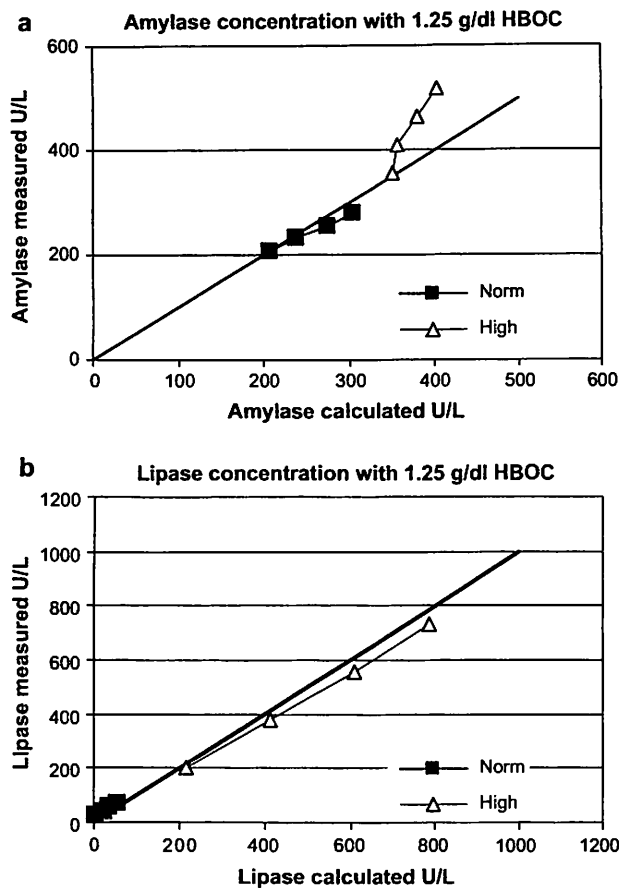 a
Amylase concentration with 1.25 g/dl HBOC
600
400
200
0
Amylase measured U/L
Norm
High
0 100 200 300 400 500 600
Amylase calculated U/L
b
Lipase concentration with 1.25 g/dl HBOC
1200
1000
800
600
400
200
0
Lipase measured U/L
Norm
High
0 200 400 600 800 1000 1200
Lipase calculated U/L